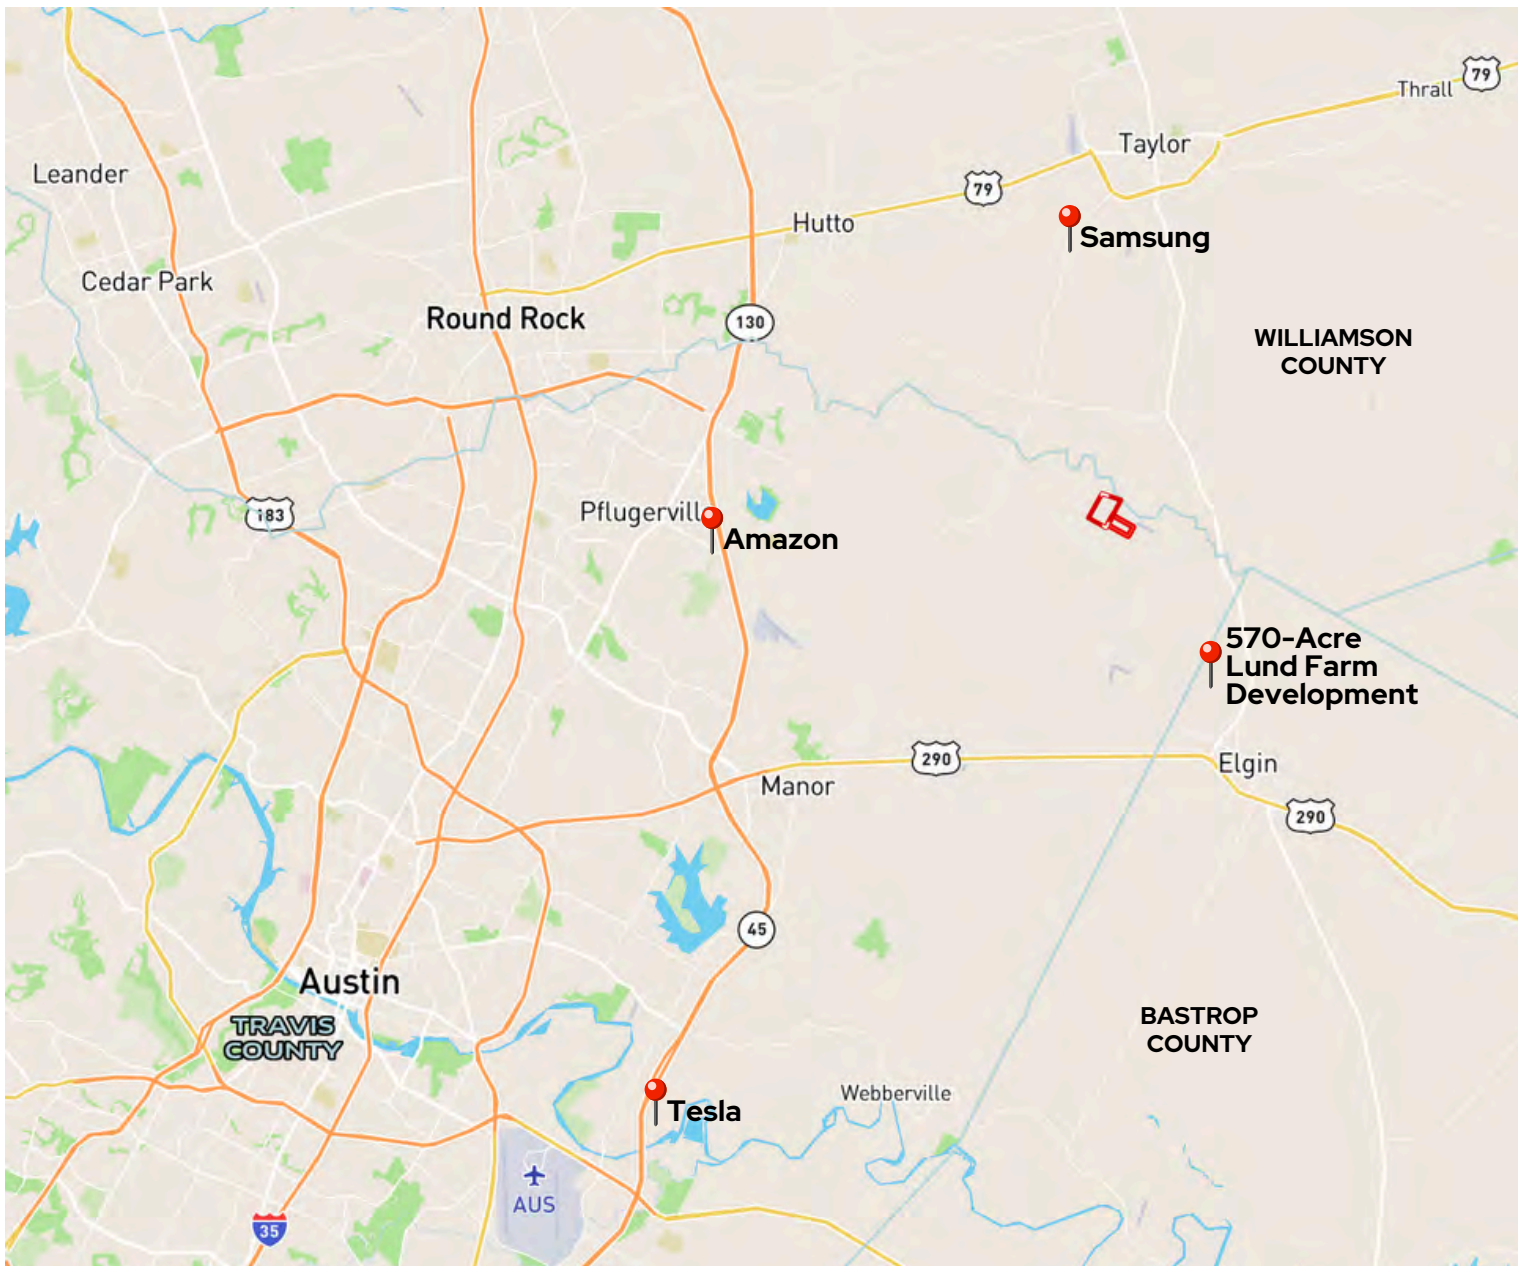 79
Thrall
Taylor
Leander
79
Hutto
Samsung
Cedar Park
Round Rock
130
WILLIAMSON
COUNTY
183
Pflugervill
Amazon
570-Acre
Lund Farm
Development
290
Elgin
Manor
290
45
Austin
TRAVIS
COUNTY
BASTROP
COUNTY
Webberville
Tesla
AUS
35